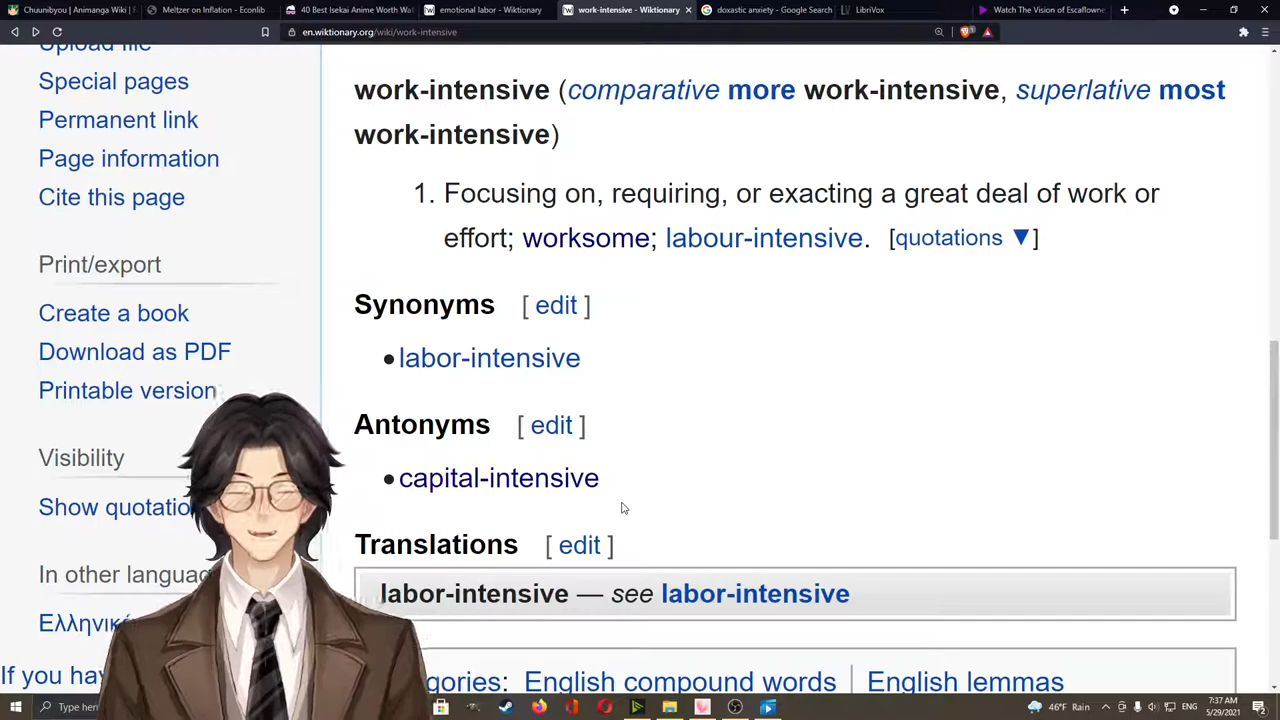 Chuunibyou | Animanga Wiki | F
Meltzer on Inflation - Econlib
40 Best Isekai Anime Worth Wa
emotional labor - Wiktionary
work-intensive - Wiktionary
doxastic anxiety - Google Search
LibriVox
Watch The Vision of Escaflowne
en.wiktionary.org/wiki/work-intensive
Upload file
Special pages
Permanent link
Page information
Cite this page
Print/export
Create a book
Download as PDF
Printable version
Visibility
Show quotatio
In other languag
Ελληνικ
If you hav
work-intensive (comparative more work-intensive, superlative most
work-intensive)
1. Focusing on, requiring, or exacting a great deal of work or
effort; worksome; labour-intensive. [quotations ▼]
Synonyms [ edit ]
• labor-intensive
Antonyms [ edit ]
• capital-intensive
Translations [ edit ]
labor-intensive — see labor-intensive
egories: English compound words | English lemmas
Type her
46°F Rain
7:37 AM
5/29/2021